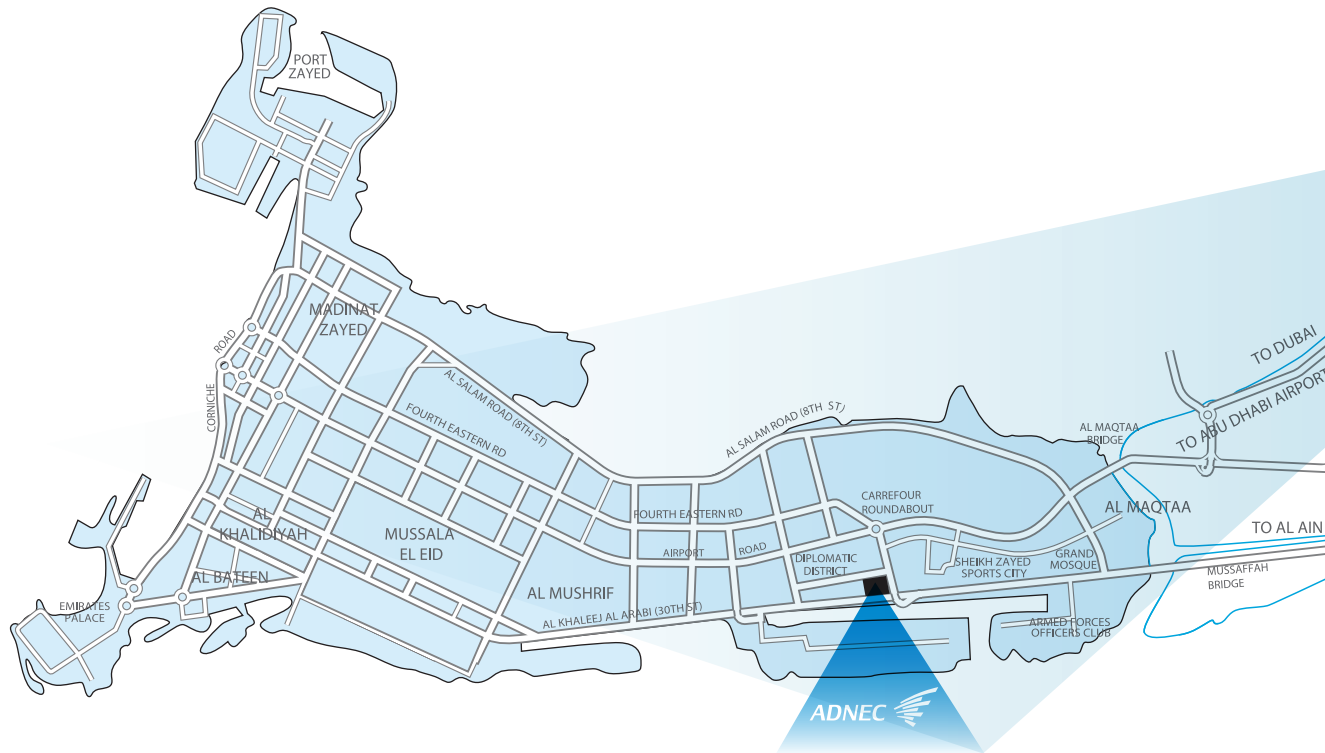 PORT
ZAYED
MADINAT
ZAYED
ROAD
CORNICHE
AL SALAM ROAD (8TH ST)
FOURTH EASTERN RD
AL SALAM ROAD (8TH ST)
TO DUBAI
TO ABU DHABI AIRPORT
AL MAQTAA
BRIDGE
CARREFOUR
ROUNDABOUT
AL MAQTAA
FOURTH EASTERN RD
AL
KHALIDIYAH
MUSSALA
EL EID
TO AL AIN
AIRPORT
ROAD
DIPLOMATIC
DISTRICT
SHEIKH ZAYED
SPORTS CITY
GRAND
MOSQUE
MUSSAFFAH
BRIDGE
AL BATEEN
AL MUSHRIF
EMIRATES
PALACE
AL KHALEEJ AL ARABI (30TH ST)
ARMED FORCES
OFFICERS CLUB
ADNEC